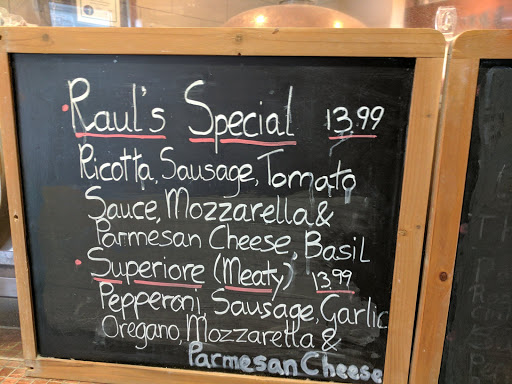 • Raul's Special 13.99
Ricotta, Sausage, Tomato
Sauce, Mozzarella &
Parmesan Cheese, Basil
• Superiore (Meaty) 13.99
Pepperoni, Sausage, Garlic
Oregano, Mozzarella &
Parmesan Cheese